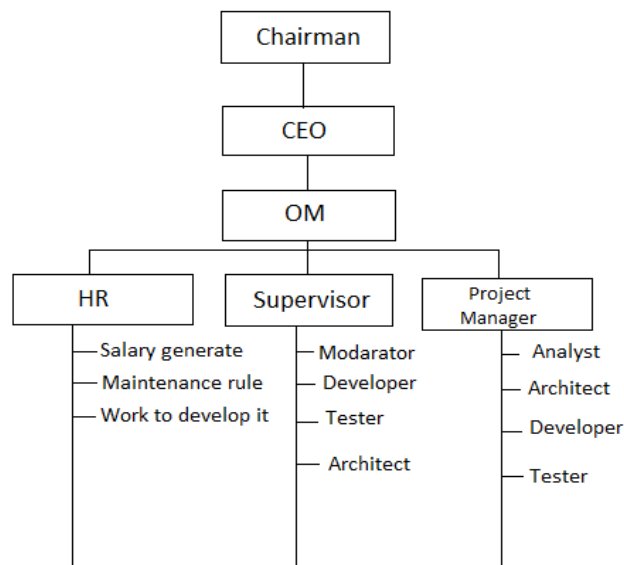 Chairman
CEO
OM
HR
Supervisor
Project
Manager
Salary generate
Maintenance rule
Work to develop it
Modarator
Developer
Tester
Architect
Analyst
Architect
Developer
Tester